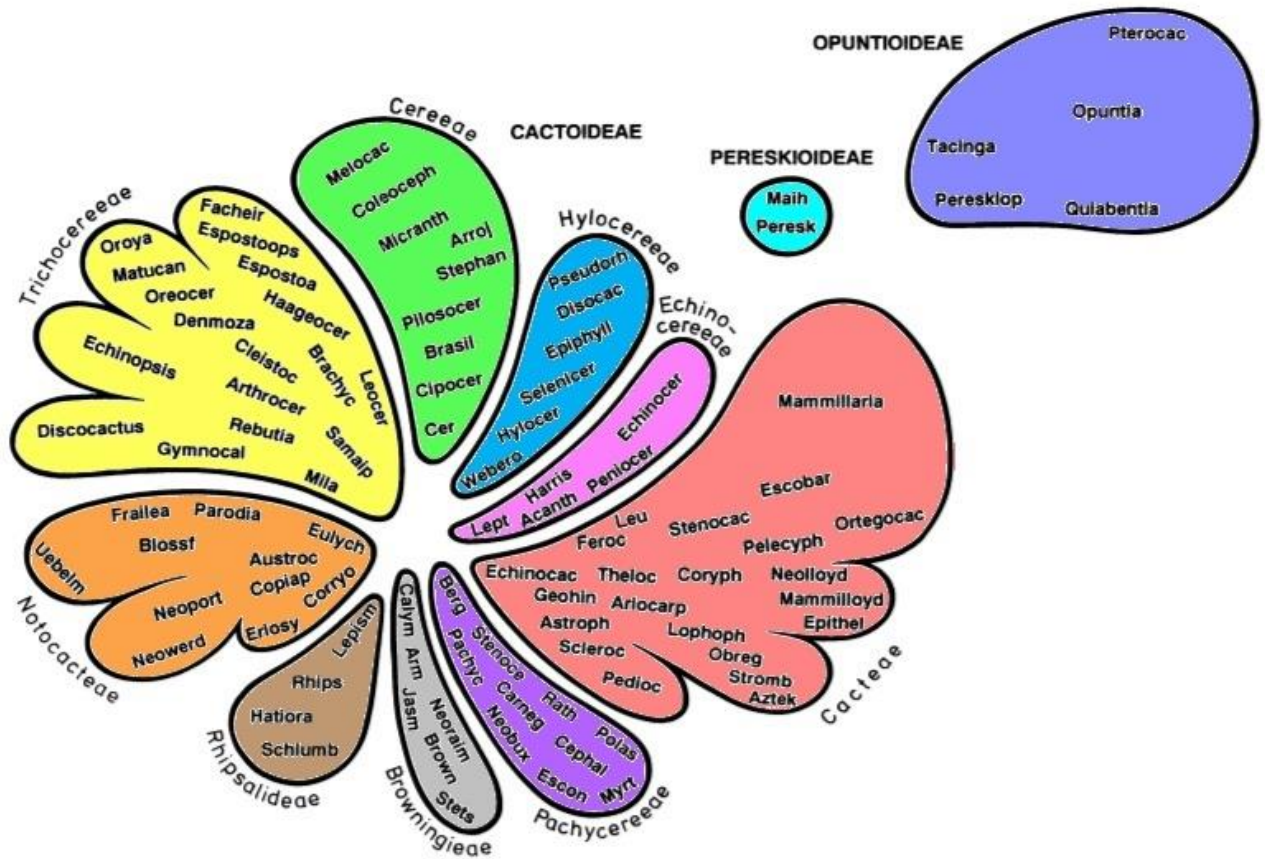 OPUNTIOIDEAE
Pterocac
Opuntia
Tacinga
Peresklop
Quiabentia
CACTOIDEAE
PERESKIOIDEAE
Maih
Peresk
Cereeae
Melocac
Coleoceph
Micranth
Arroj
Stephan
Pilosocer
Brasil
Cipocer
Cer
Hylocereeae
Pseudorh
Disocac
Epiphyll
Selenicer
Hylocer
Webero
Echino-
cereeae
Echinocer
Harris
Peniocer
Acanth
Lept
Trichocereeae
Facheir
Espostoops
Oroya
Matucan
Espostoa
Oreocer
Haageocer
Denmoza
Echinopsis
Cleistoc
Brachyc
Leocer
Arthrocer
Discocactus
Rebutia
Samaip
Gymnocal
Mila
Cacteae
Mammillaria
Escobar
Ortegocac
Leu
Stenocac
Feroc
Pelecyph
Echinocac
Theloc
Coryph
Neolloyd
Geohin
Ariocarp
Mammilloyd
Astroph
Lophoph
Epithel
Scleroc
Obreg
Pedioc
Stromb
Aztek
Notocacteae
Frailea
Parodia
Eulych
Blossf
Uebelm
Austroc
Copiap
Corryo
Neoport
Eriosy
Neowerd
Rhipsalideae
Lepism
Rhips
Hatiora
Schlumb
Browningieae
Calym
Arm
Jasm
Neoraim
Brown
Stets
Pachycereeae
Berg
Stenoce
Pachyc
Carneg
Rath
Polas
Neobux
Cephal
Escon
Myrt